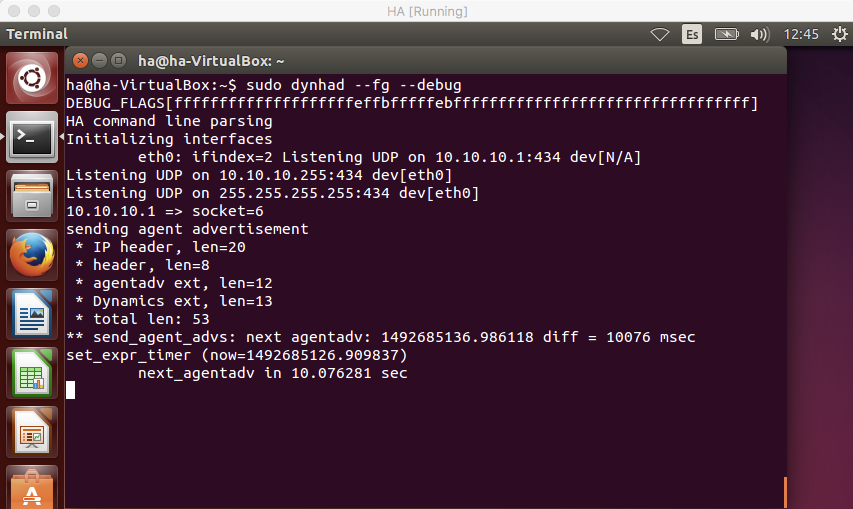 HA [Running]
Terminal
Es
12:45
ha@ha-VirtualBox: ~
ha@ha-VirtualBox:~$ sudo dynhad --fg --debug
DEBUG_FLAGS[ffffffffffffffffffffeffbfffffebfffffffffffffffffffffffffffffffff]
HA command line parsing
Initializing interfaces
eth0: ifindex=2 Listening UDP on 10.10.10.1:434 dev[N/A]
Listening UDP on 10.10.10.255:434 dev[eth0]
Listening UDP on 255.255.255.255:434 dev[eth0]
10.10.10.1 => socket=6
sending agent advertisement
* IP header, len=20
* header, len=8
* agentadv ext, len=12
* Dynamics ext, len=13
* total len: 53
** send_agent_advs: next agentadv: 1492685136.986118 diff = 10076 msec
set_expr_timer (now=1492685126.909837)
next_agentadv in 10.076281 sec